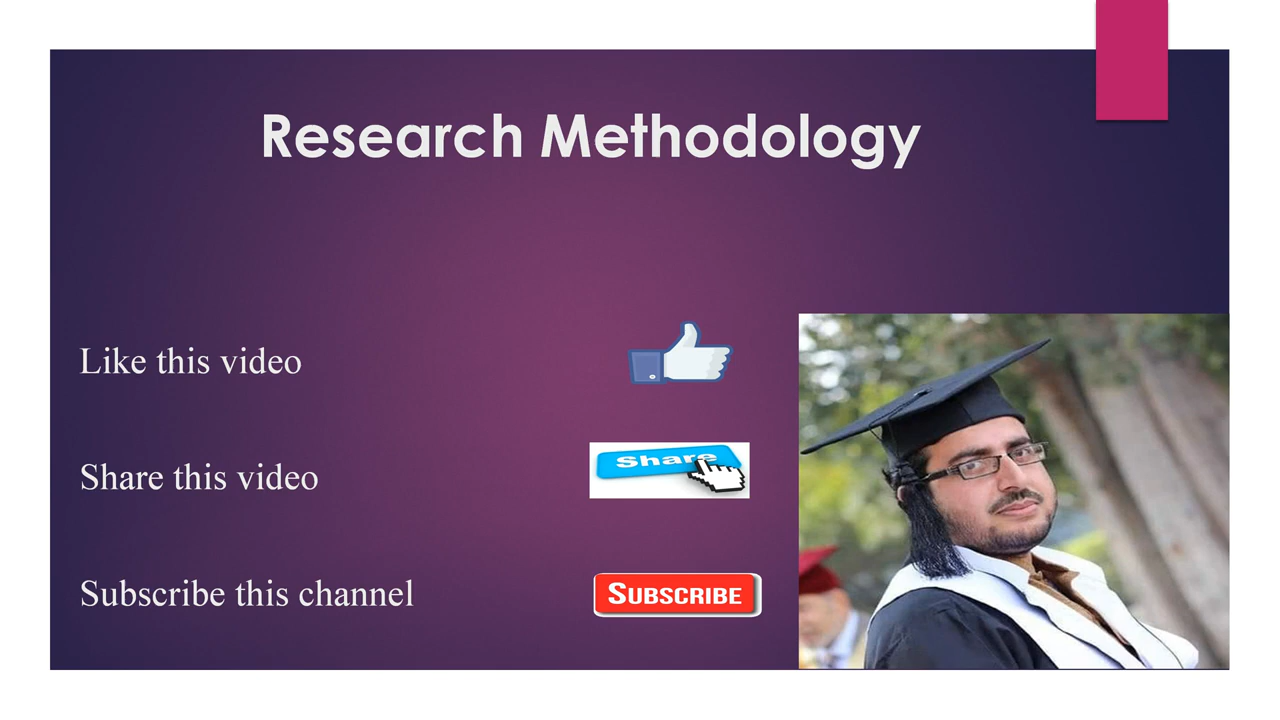 Research Methodology
Like this video
Share this video
Share
Subscribe this channel
SUBSCRIBE